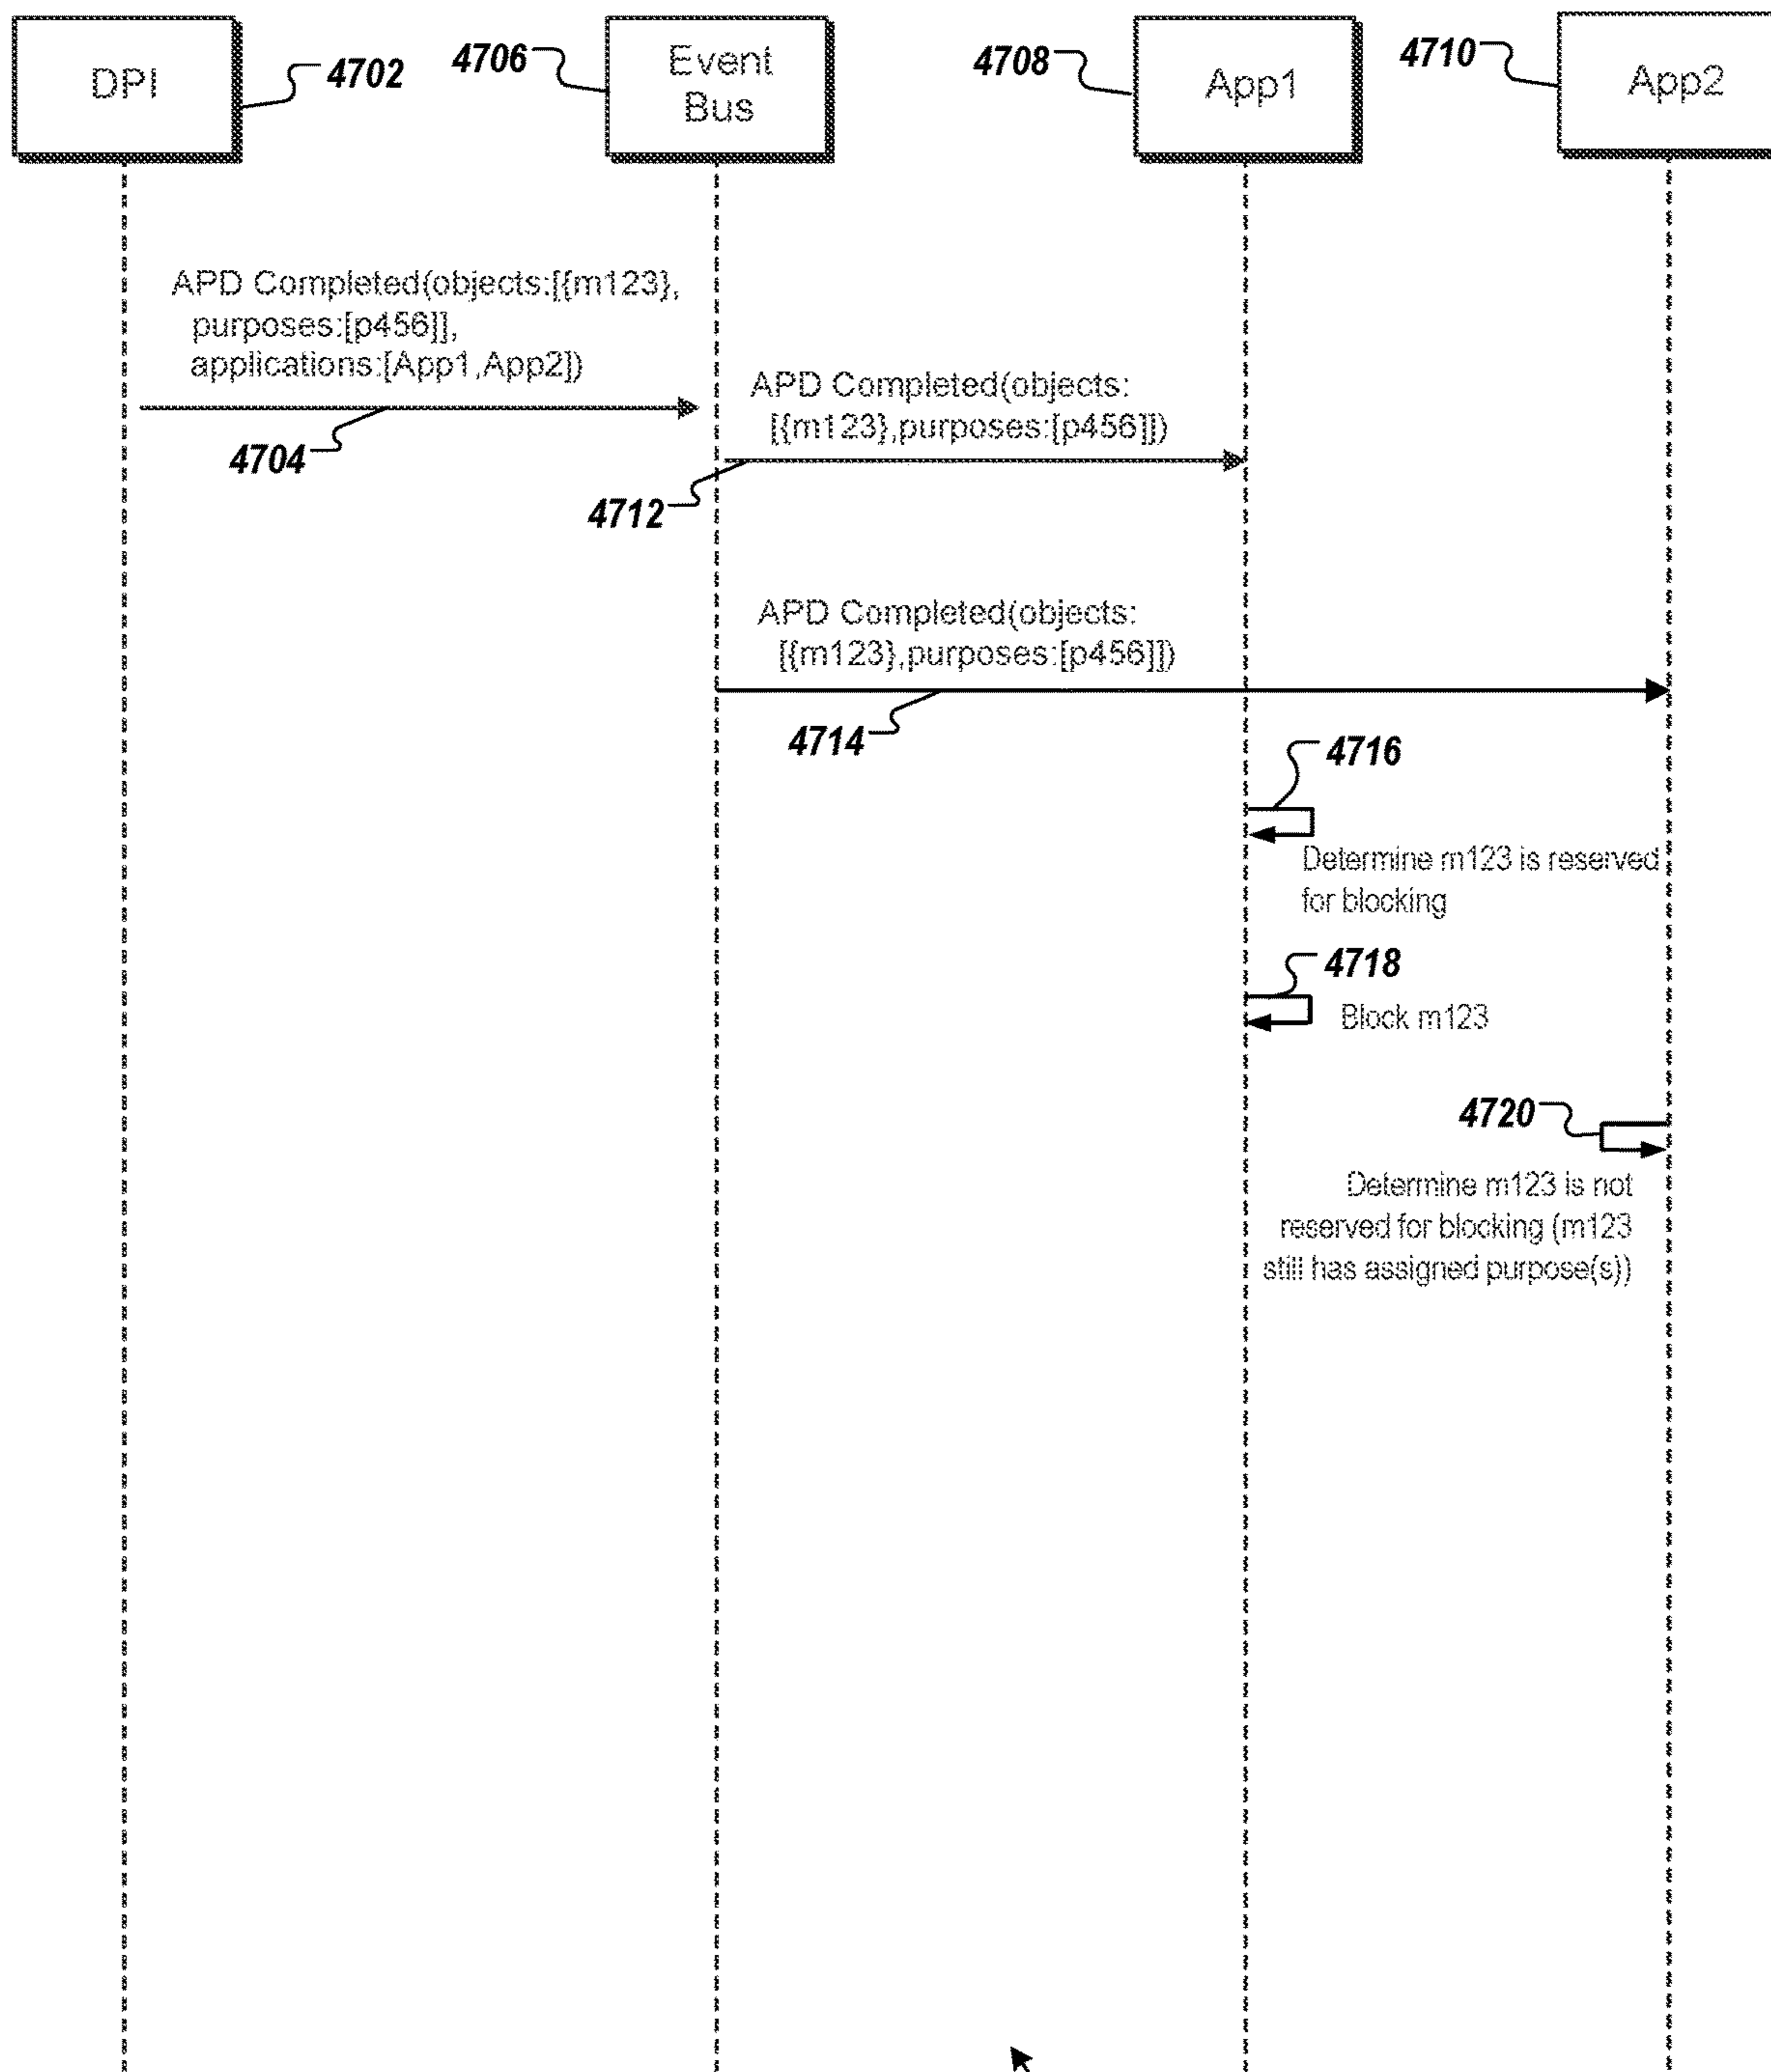 DPI
4702
4706
Event
Bus
4708
App1
4710
App2
APD Completed(objects:[{m123},
purposes:[p456]],
applications:[App1,App2])
4704
APD Completed(objects:
[{m123},purposes:[p456]])
4712
APD Completed(objects:
[{m123},purposes:[p456]])
4714
4716
Determine m123 is reserved
for blocking
4718
Block m123
4720
Determine m123 is not
reserved for blocking (m123
still has assigned purpose(s))